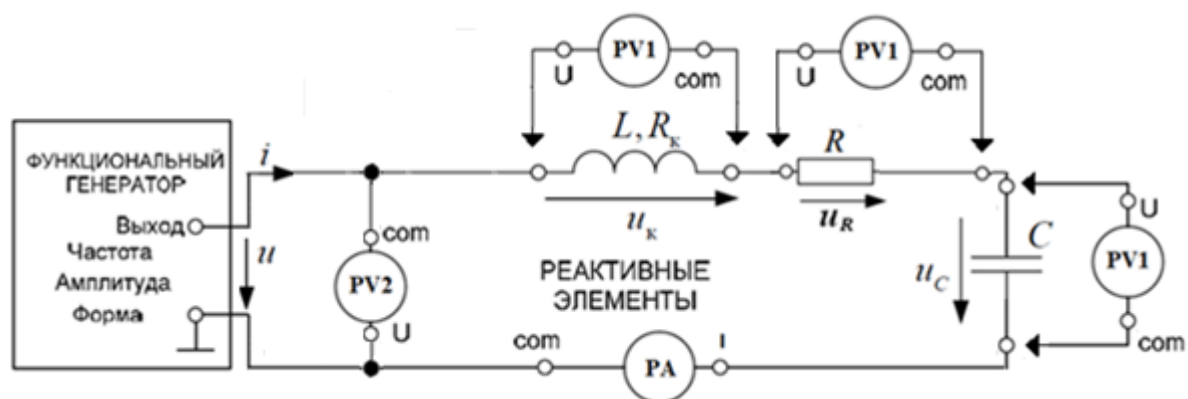 PV1
U
com
PV1
U
com
ФУНКЦИОНАЛЬНЫЙ
ГЕНЕРАТОР
Выход
Частота
Амплитуда
Форма
i
u
com
PV2
U
L, Rк
uк
R
uR
РЕАКТИВНЫЕ
ЭЛЕМЕНТЫ
uC
C
U
PV1
com
com
PA
I